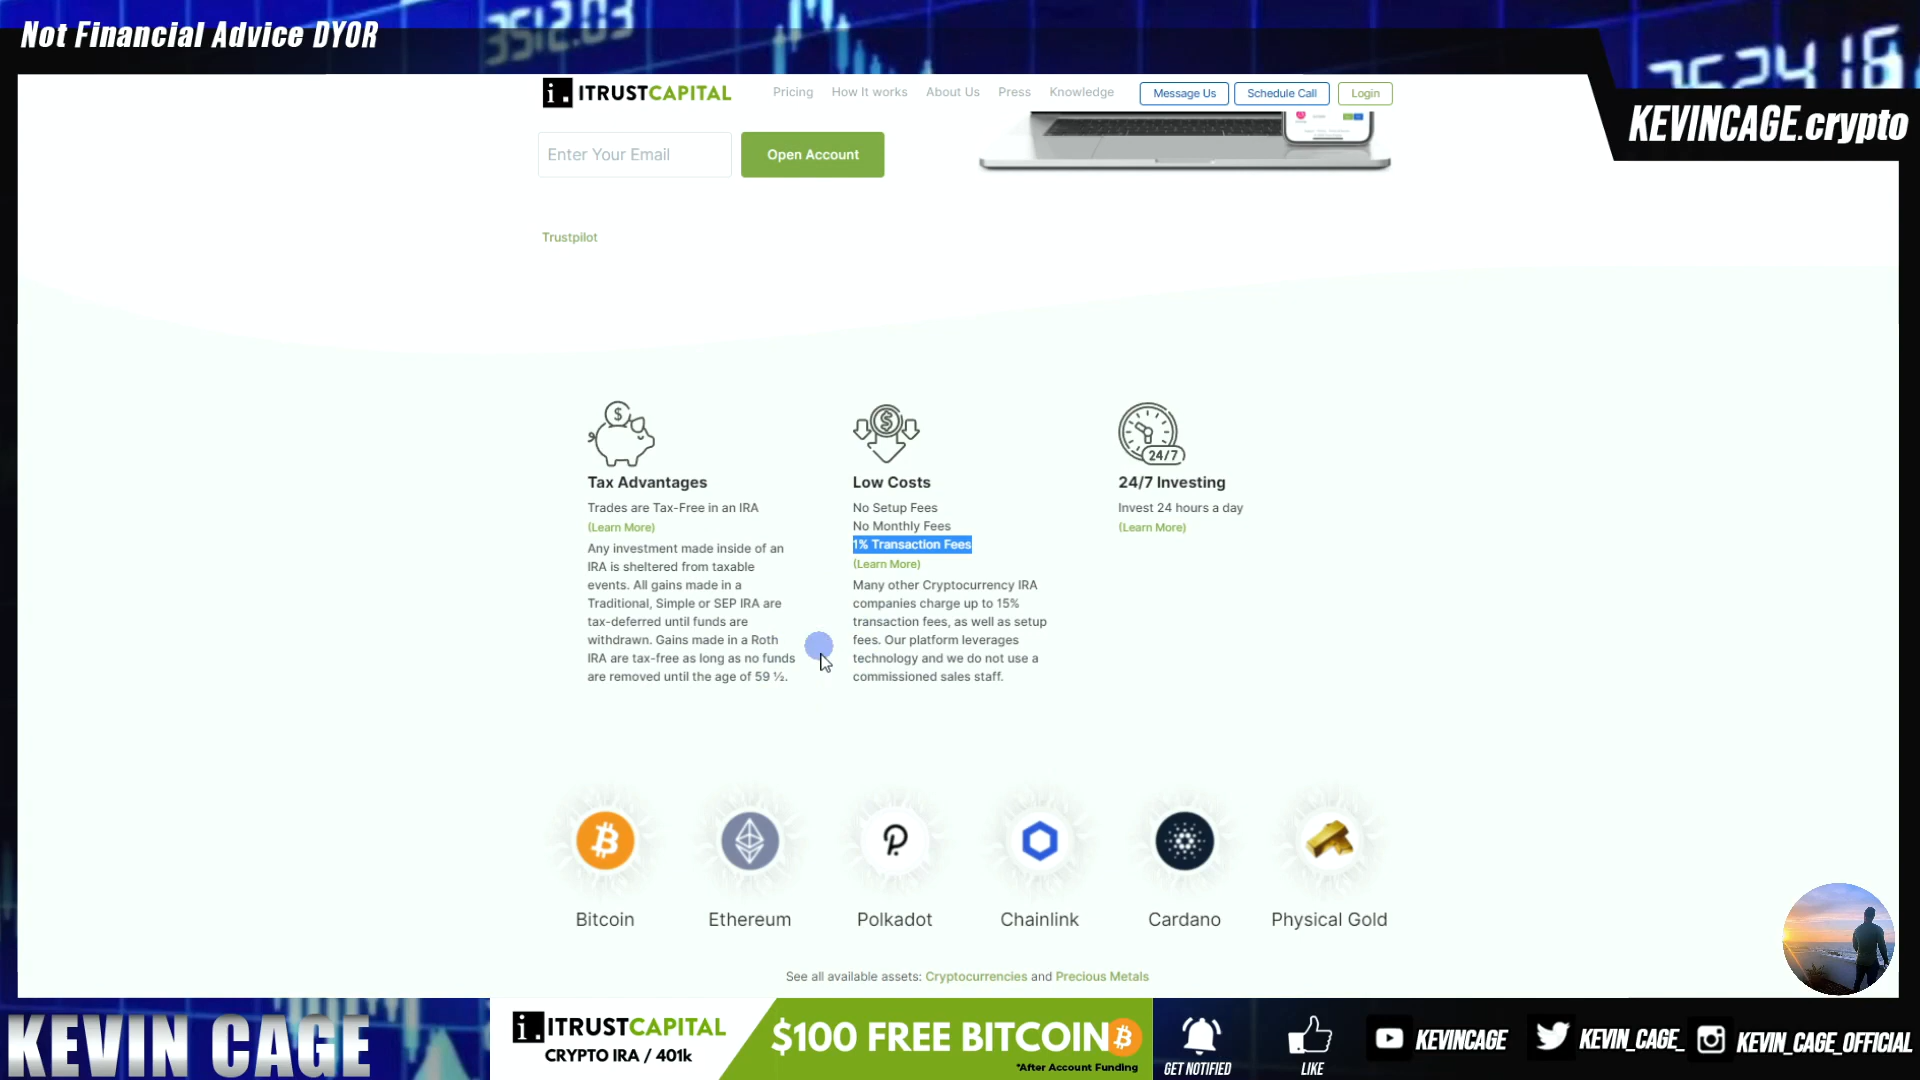 Not Financial Advice DYOR
3512.03
KEVINCAGE.crypto
i. ITRUSTCAPITAL
Pricing
How It works
About Us
Press
Knowledge
Message Us
Schedule Call
Login
Enter Your Email
Open Account
Trustpilot
$
Tax Advantages
Trades are Tax-Free in an IRA
(Learn More)
Any investment made inside of an
IRA is sheltered from taxable
events. All gains made in a
Traditional, Simple or SEP IRA are
tax-deferred until funds are
withdrawn. Gains made in a Roth
IRA are tax-free as long as no funds
are removed until the age of 59 ½.
$
Low Costs
No Setup Fees
No Monthly Fees
1% Transaction Fees
(Learn More)
Many other Cryptocurrency IRA
companies charge up to 15%
transaction fees, as well as setup
fees. Our platform leverages
technology and we do not use a
commissioned sales staff.
24/7
24/7 Investing
Invest 24 hours a day
(Learn More)
Bitcoin
Ethereum
Polkadot
Chainlink
Cardano
Physical Gold
See all available assets: Cryptocurrencies and Precious Metals
KEVIN CAGE
i. ITRUSTCAPITAL
CRYPTO IRA / 401k
$100 FREE BITCOIN
*After Account Funding
GET NOTIFIED
LIKE
KEVINCAGE
KEVIN_CAGE_
KEVIN_CAGE_OFFICIAL